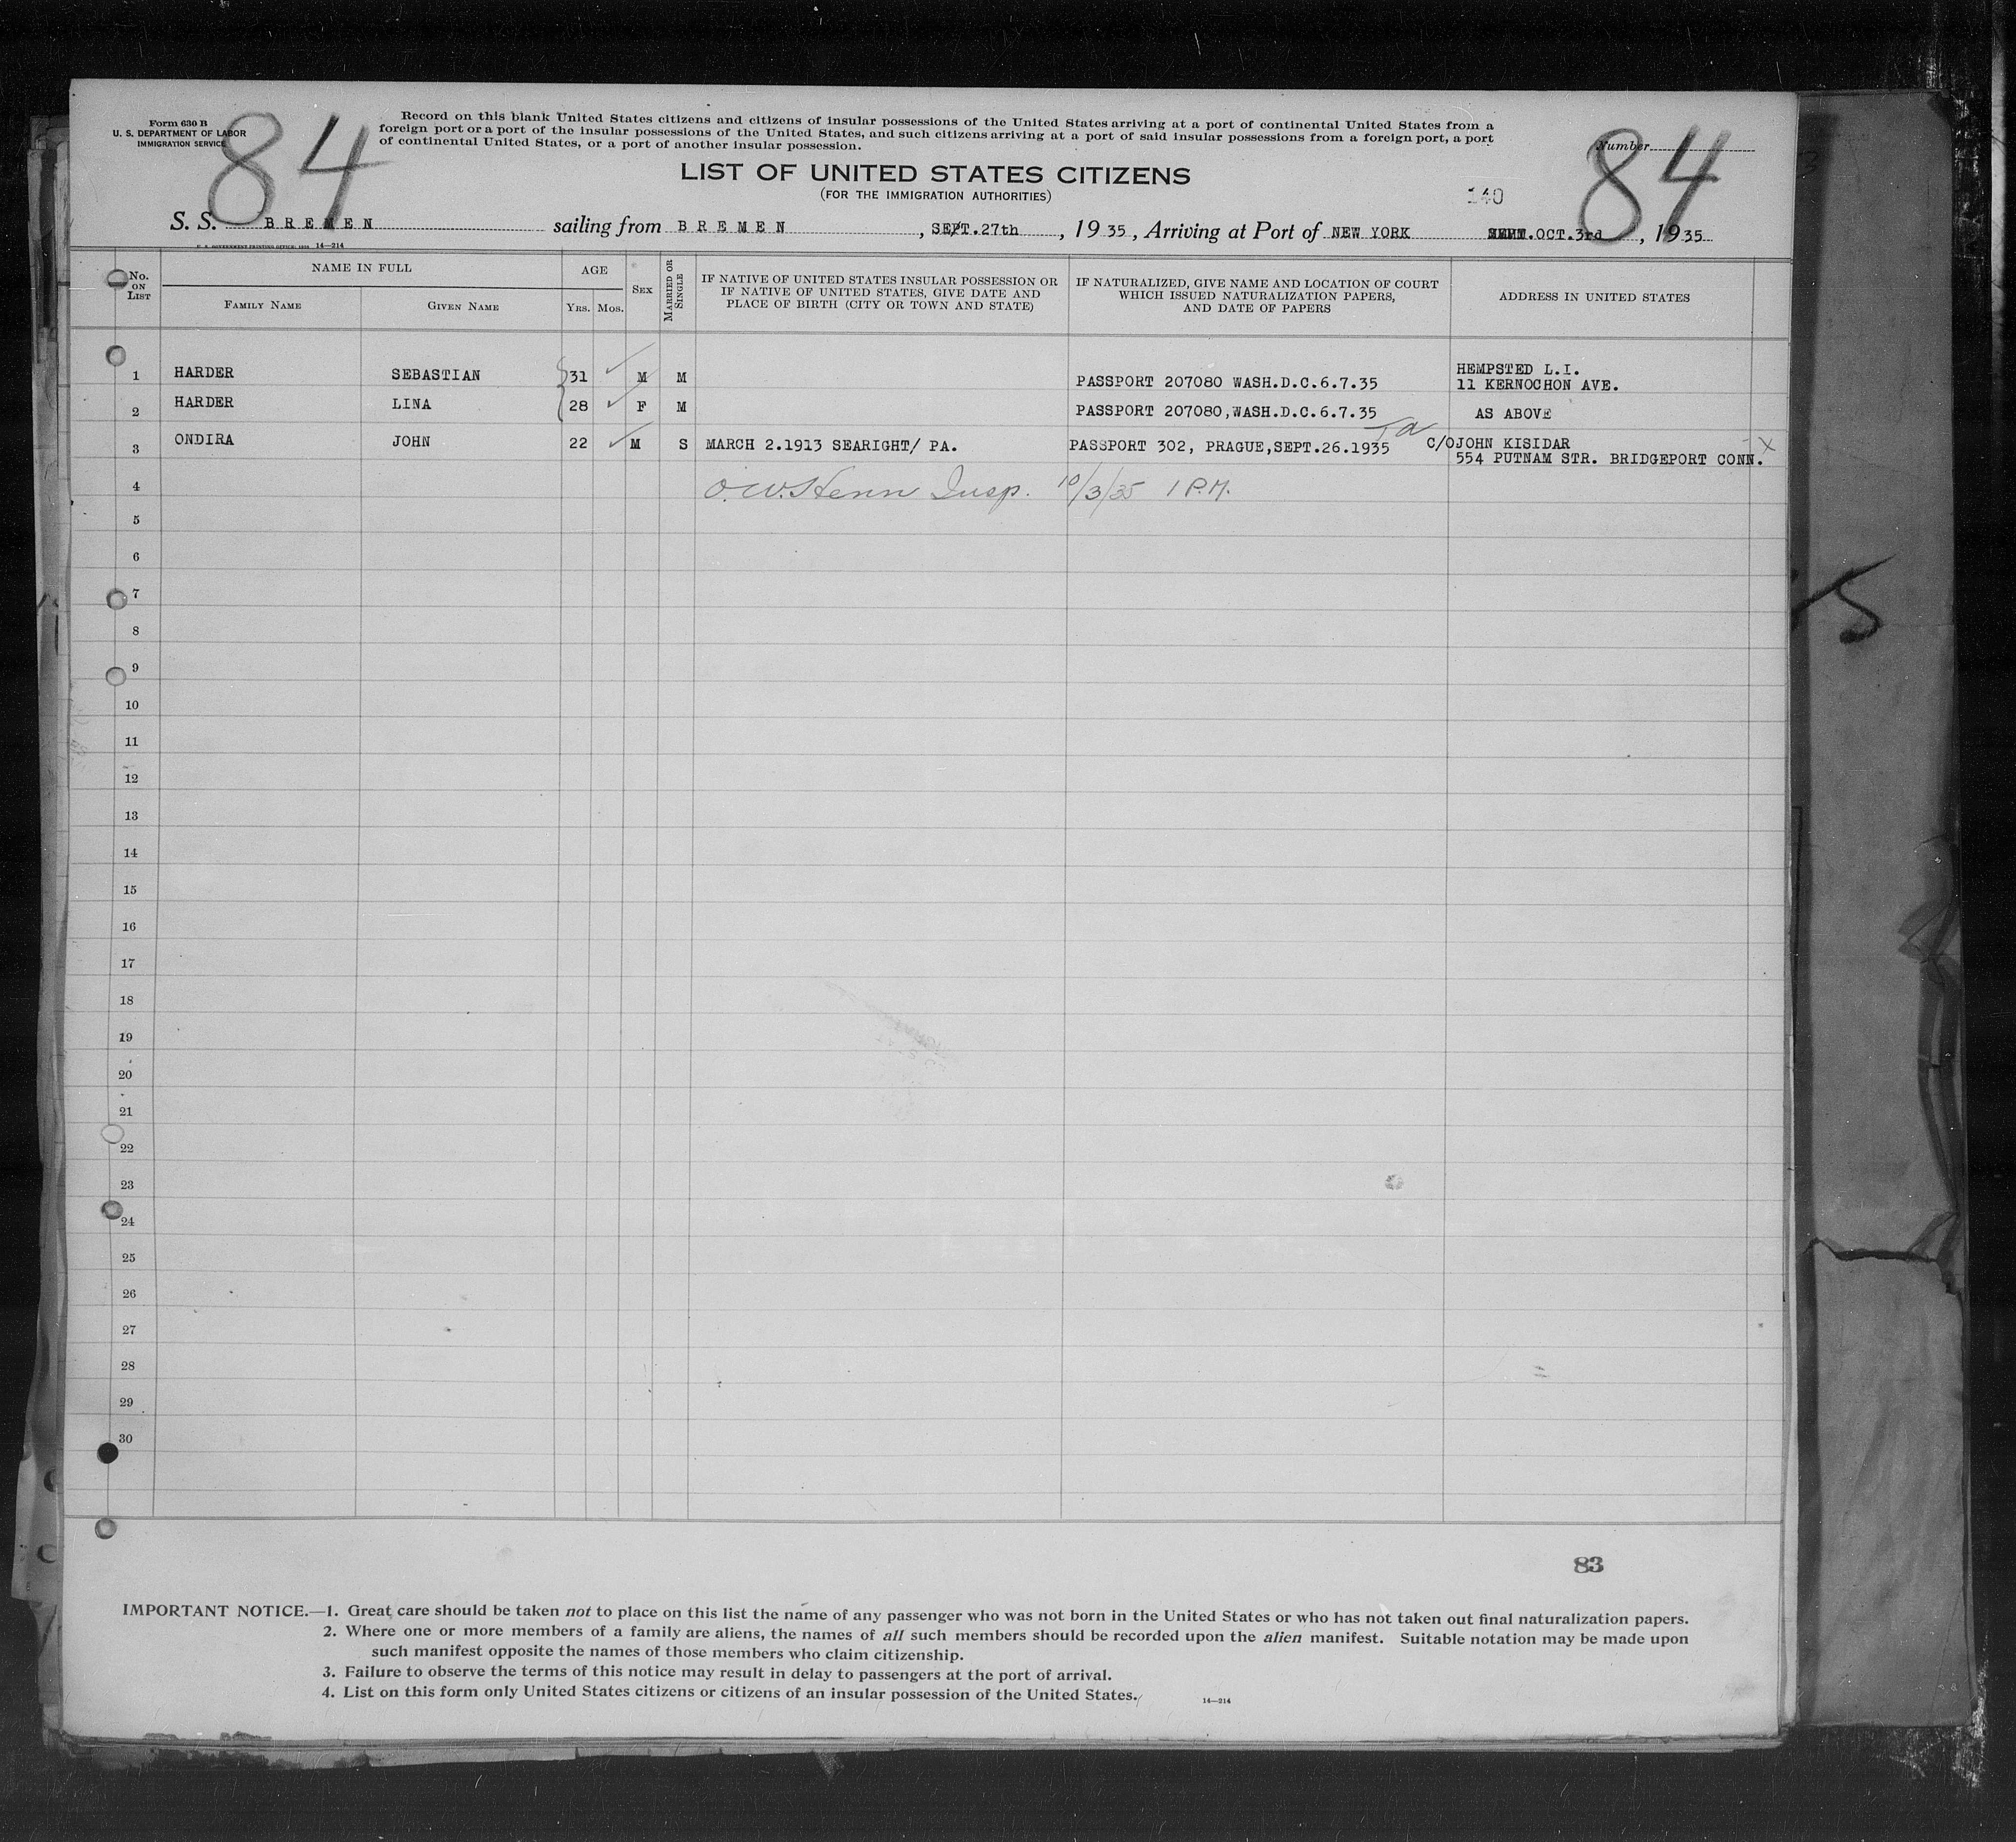 Form 630 B
U. S. DEPARTMENT OF LABOR
IMMIGRATION SERVICE
84
Record on this blank United States citizens and citizens of insular possessions of the United States arriving at a port of continental United States from a
foreign port or a port of the insular possessions of the United States, and such citizens arriving at a port of said insular possessions from a foreign port, a port
of continental United States, or a port of another insular possession.
Number
84
LIST OF UNITED STATES CITIZENS
(FOR THE IMMIGRATION AUTHORITIES)
140
S. S. BREMEN sailing from BREMEN, SEPT.27th, 1935, Arriving at Port of NEW YORK OCT.3rd, 1935
U. S. GOVERNMENT PRINTING OFFICE: 14—214
No. ON LIST
NAME IN FULL
FAMILY NAME GIVEN NAME
AGE
YRS. MOS.
SEX
MARRIED OR SINGLE
IF NATIVE OF UNITED STATES INSULAR POSSESSION OR
IF NATIVE OF UNITED STATES, GIVE DATE AND
PLACE OF BIRTH (CITY OR TOWN AND STATE)
IF NATURALIZED, GIVE NAME AND LOCATION OF COURT
WHICH ISSUED NATURALIZATION PAPERS,
AND DATE OF PAPERS
ADDRESS IN UNITED STATES
1 HARDER SEBASTIAN 31 M M PASSPORT 207080 WASH.D.C.6.7.35 HEMPSTED L.I.
11 KERNOCHON AVE.
2 HARDER LINA 28 F M PASSPORT 207080,WASH.D.C.6.7.35 AS ABOVE
3 ONDIRA JOHN 22 M S MARCH 2.1913 SEARIGHT/ PA. PASSPORT 302, PRAGUE,SEPT.26.1935 C/OJOHN KISIDAR
554 PUTNAM STR. BRIDGEPORT CONN. X
4 O.W. Henn Insp. 10/3/35 1 P.M.
5
6
7
8
9
10
11
12
13
14
15
16
17
18
19
20
21
22
23
24
25
26
27
28
29
30
83
IMPORTANT NOTICE.—1. Great care should be taken not to place on this list the name of any passenger who was not born in the United States or who has not taken out final naturalization papers.
2. Where one or more members of a family are aliens, the names of all such members should be recorded upon the alien manifest. Suitable notation may be made upon
such manifest opposite the names of those members who claim citizenship.
3. Failure to observe the terms of this notice may result in delay to passengers at the port of arrival.
4. List on this form only United States citizens or citizens of an insular possession of the United States.
14—214